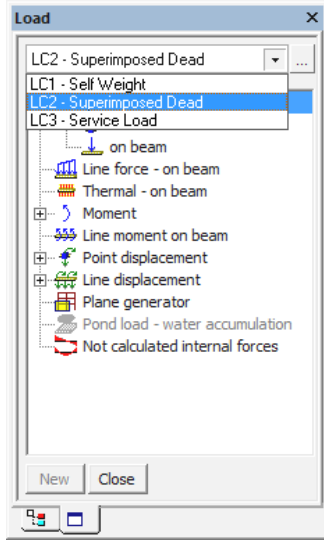 Load
LC2 - Superimposed Dead
...
LC1 - Self Weight
LC2 - Superimposed Dead
LC3 - Service Load
on beam
Line force - on beam
Thermal - on beam
Moment
Line moment on beam
Point displacement
Line displacement
Plane generator
Pond load - water accumulation
Not calculated internal forces
New Close